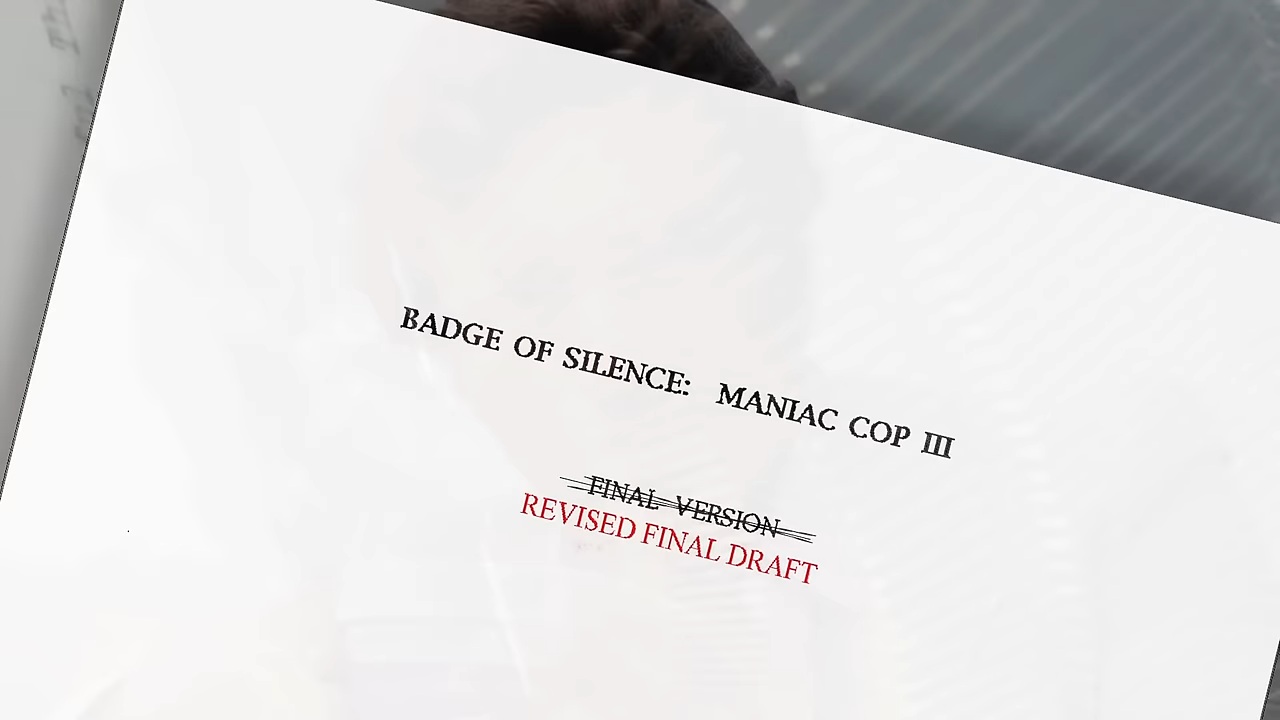 BADGE OF SILENCE: MANIAC COP III
FINAL VERSION
REVISED FINAL DRAFT